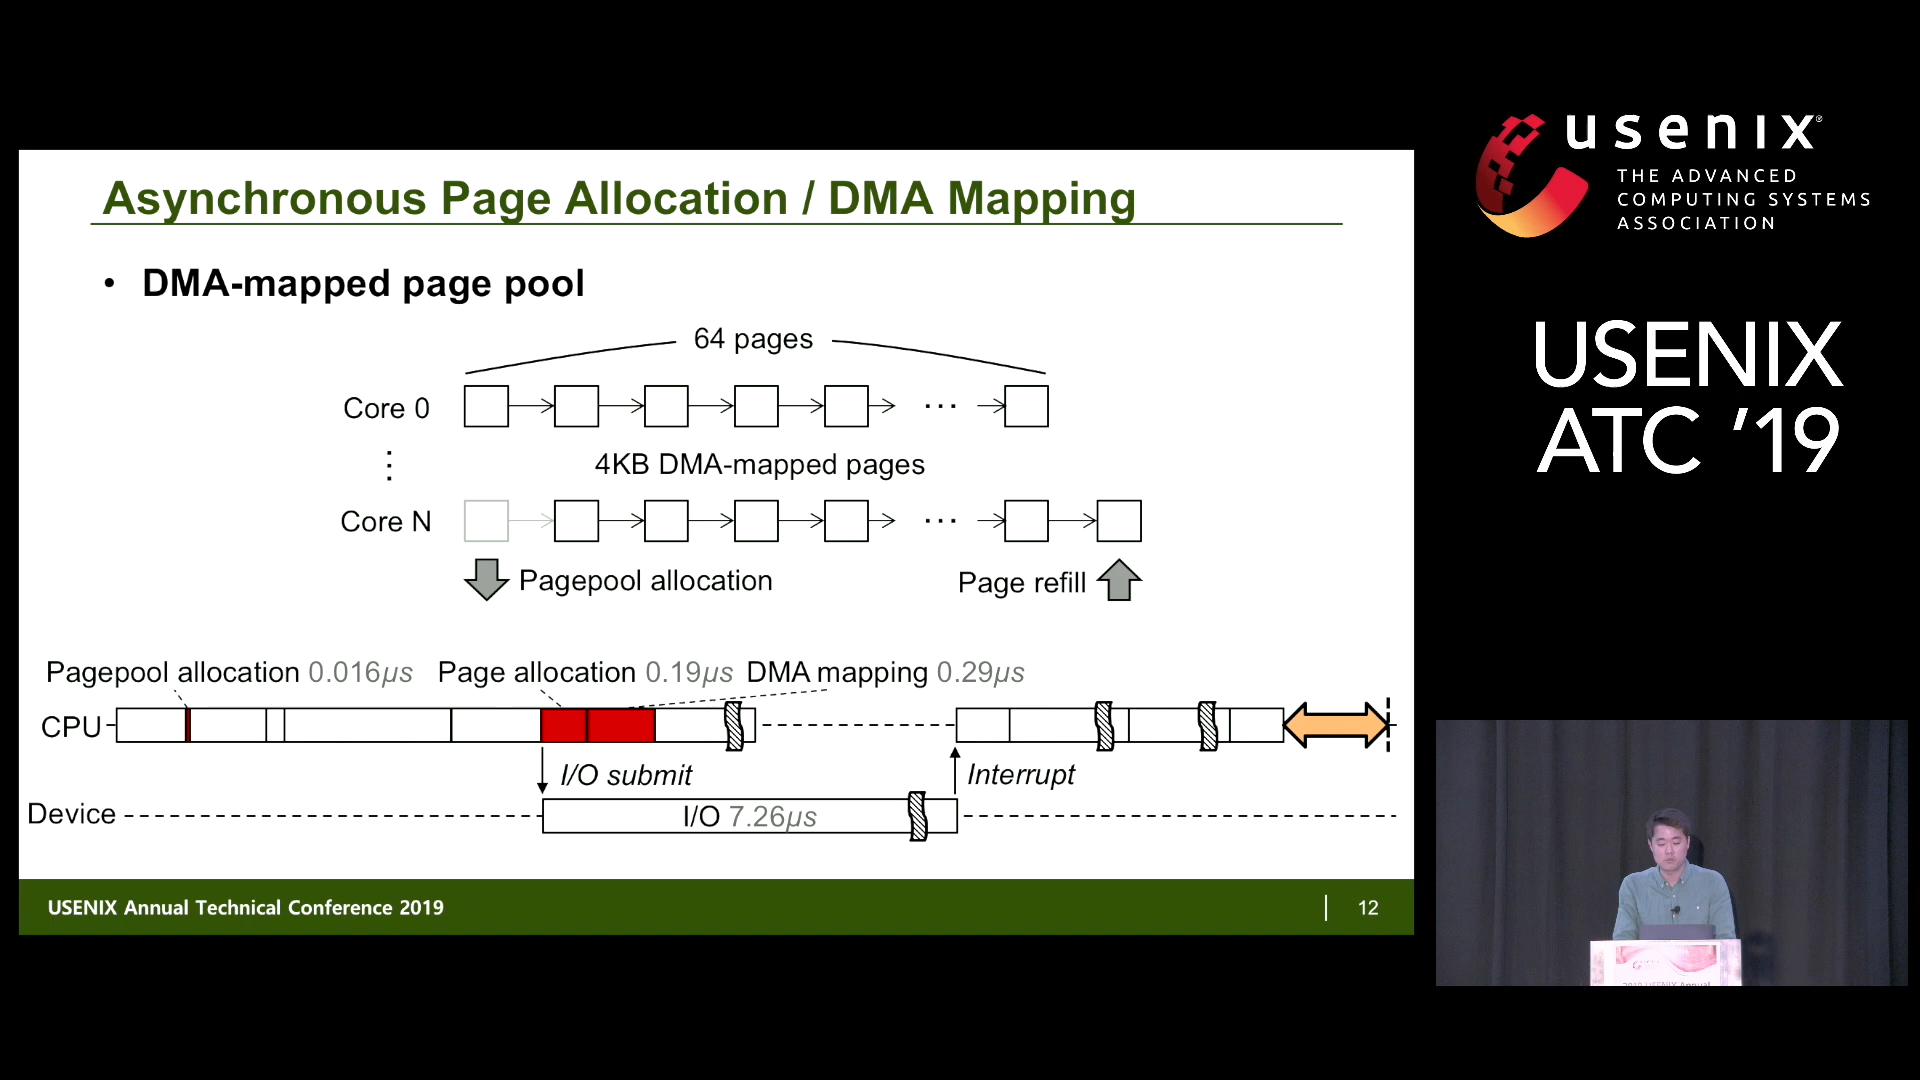 Asynchronous Page Allocation / DMA Mapping
• DMA-mapped page pool
64 pages
Core 0
...
⋮
4KB DMA-mapped pages
Core N
...
Pagepool allocation
Page refill
Pagepool allocation 0.016μs
Page allocation 0.19μs
DMA mapping 0.29μs
CPU
I/O submit
Interrupt
Device
I/O 7.26μs
USENIX Annual Technical Conference 2019
12
usenix®
THE ADVANCED
COMPUTING SYSTEMS
ASSOCIATION
USENIX
ATC ’19